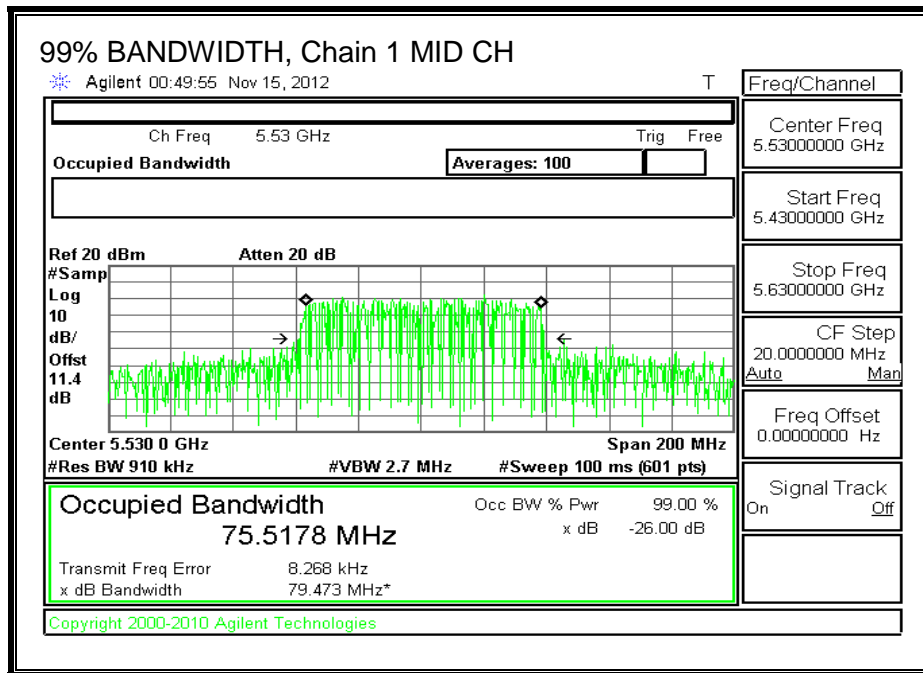 99% BANDWIDTH, Chain 1 MID CH
Agilent 00:49:55 Nov 15, 2012 T
Freq/Channel
Ch Freq 5.53 GHz Trig Free
Occupied Bandwidth Averages: 100
Center Freq
5.53000000 GHz
Start Freq
5.43000000 GHz
Stop Freq
5.63000000 GHz
CF Step
20.0000000 MHz
Auto Man
Freq Offset
0.00000000 Hz
Signal Track
On Off
Ref 20 dBm Atten 20 dB
#Samp
Log
10
dB/
Offst
11.4
dB
Center 5.530 0 GHz Span 200 MHz
#Res BW 910 kHz #VBW 2.7 MHz #Sweep 100 ms (601 pts)
Occupied Bandwidth Occ BW % Pwr 99.00 %
75.5178 MHz x dB -26.00 dB
Transmit Freq Error 8.268 kHz
x dB Bandwidth 79.473 MHz*
Copyright 2000-2010 Agilent Technologies